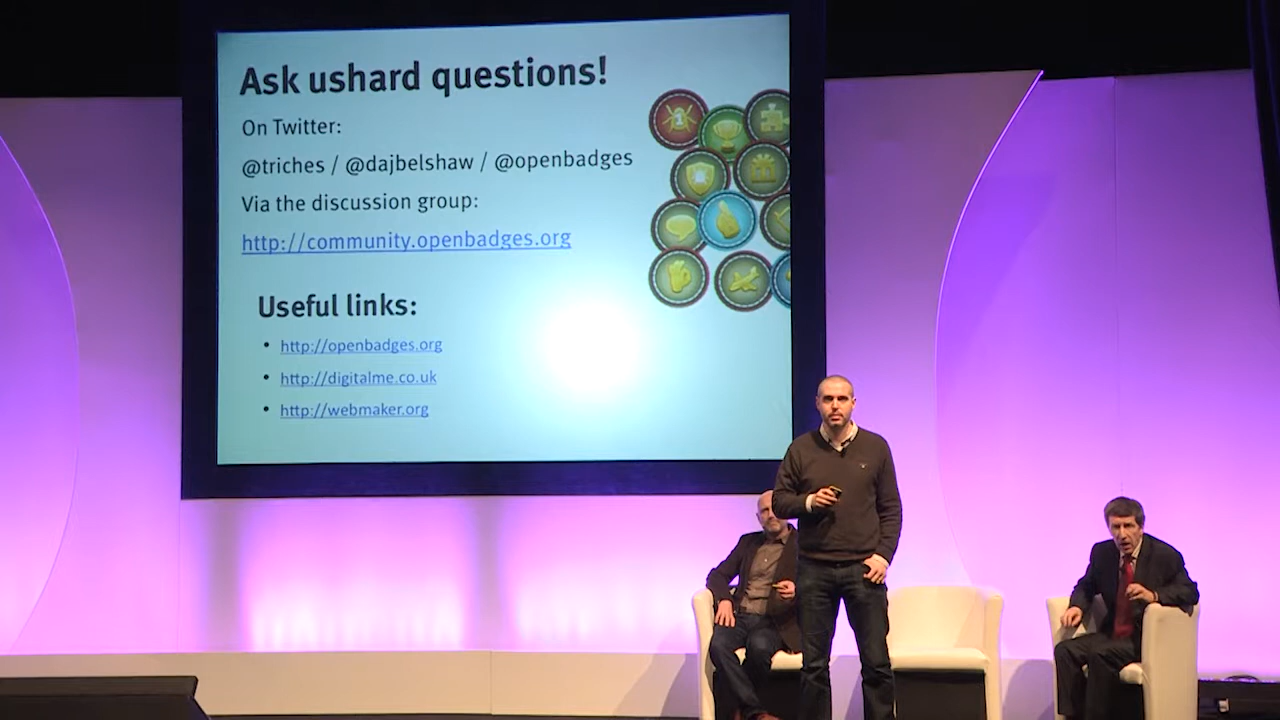 Ask ushard questions!
On Twitter:
@triches / @dajbelshaw / @openbadges
Via the discussion group:
http://community.openbadges.org
Useful links:
• http://openbadges.org
• http://digitalme.co.uk
• http://webmaker.org
1